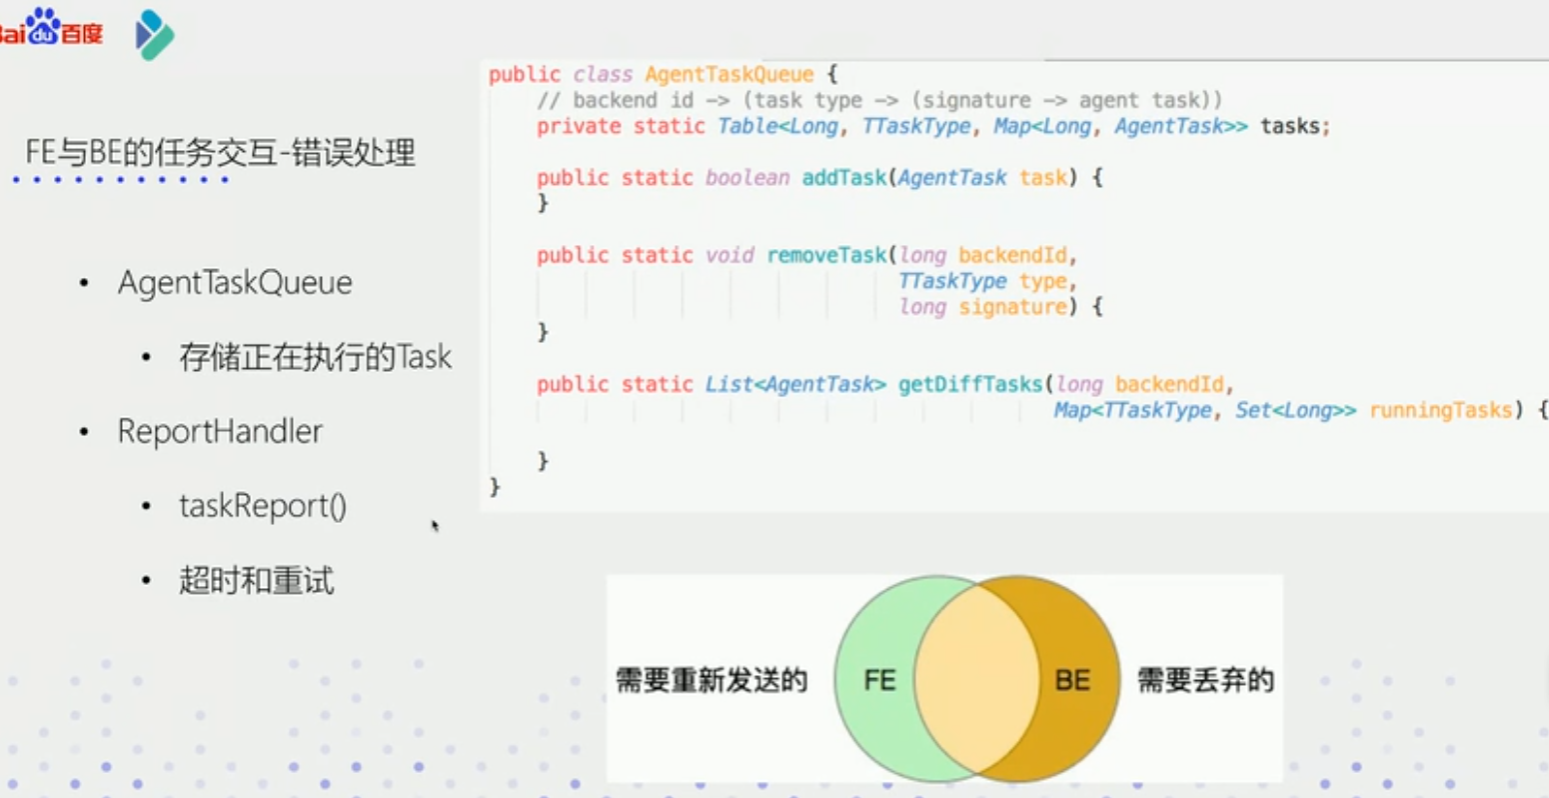 Baidu百度
FE与BE的任务交互-错误处理
• AgentTaskQueue
• 存储正在执行的Task
• ReportHandler
• taskReport()
• 超时和重试
public class AgentTaskQueue {
// backend id -> (task type -> (signature -> agent task))
private static Table<Long, TTaskType, Map<Long, AgentTask>> tasks;
public static boolean addTask(AgentTask task) {
}
public static void removeTask(long backendId,
TTaskType type,
long signature) {
}
public static List<AgentTask> getDiffTasks(long backendId,
Map<TTaskType, Set<Long>> runningTasks) {
}
}
需要重新发送的 FE BE 需要丢弃的